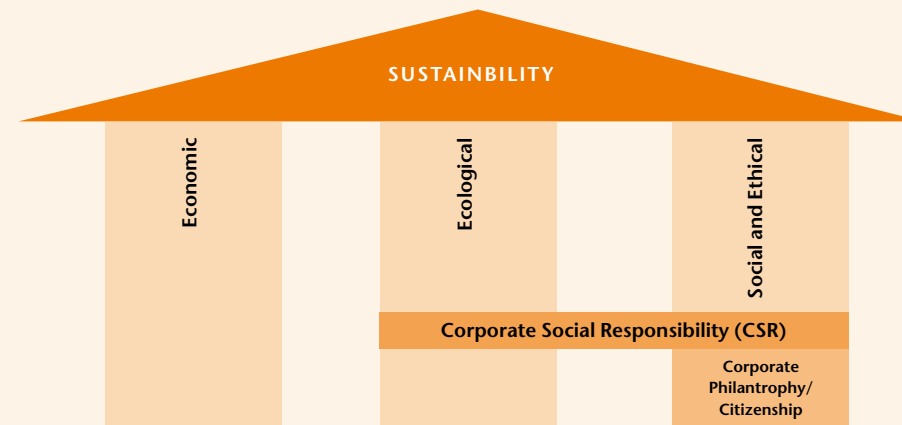 SUSTAINBILITY
Economic
Ecological
Social and Ethical
Corporate Social Responsibility (CSR)
Corporate
Philantrophy/
Citizenship